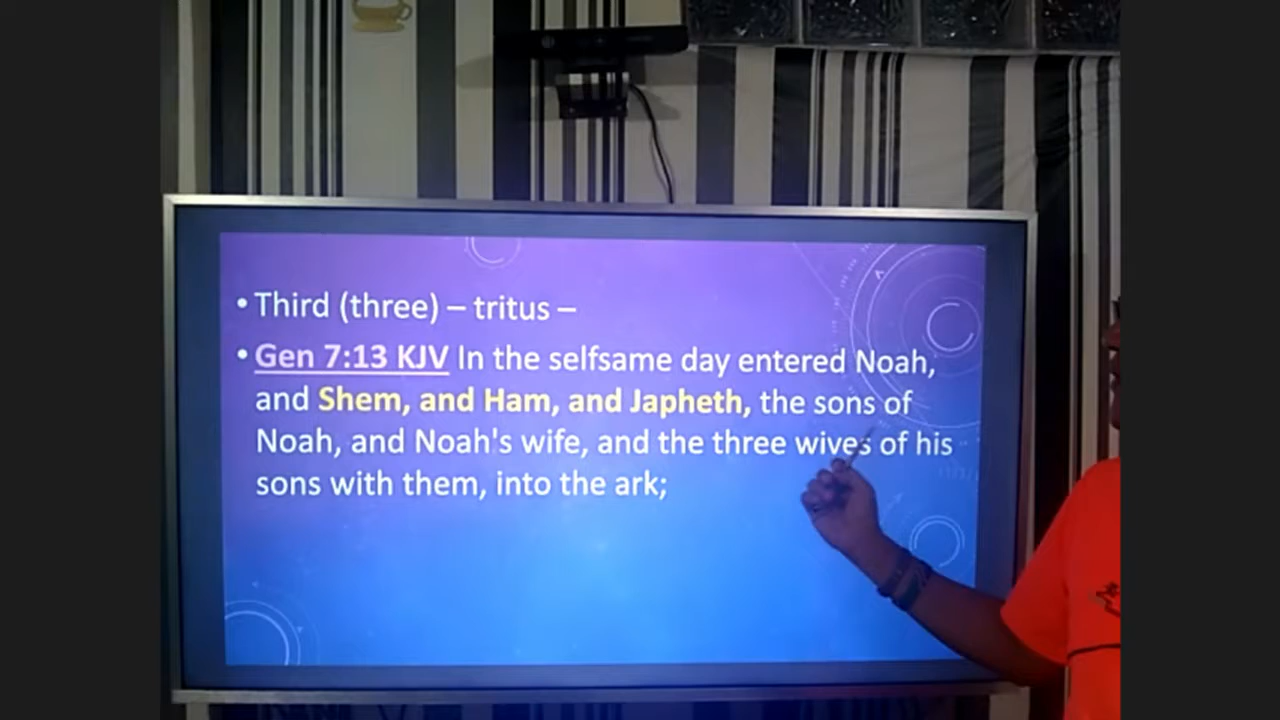 • Third (three) – tritus –
• Gen 7:13 KJV In the selfsame day entered Noah,
and Shem, and Ham, and Japheth, the sons of
Noah, and Noah's wife, and the three wives of his
sons with them, into the ark;